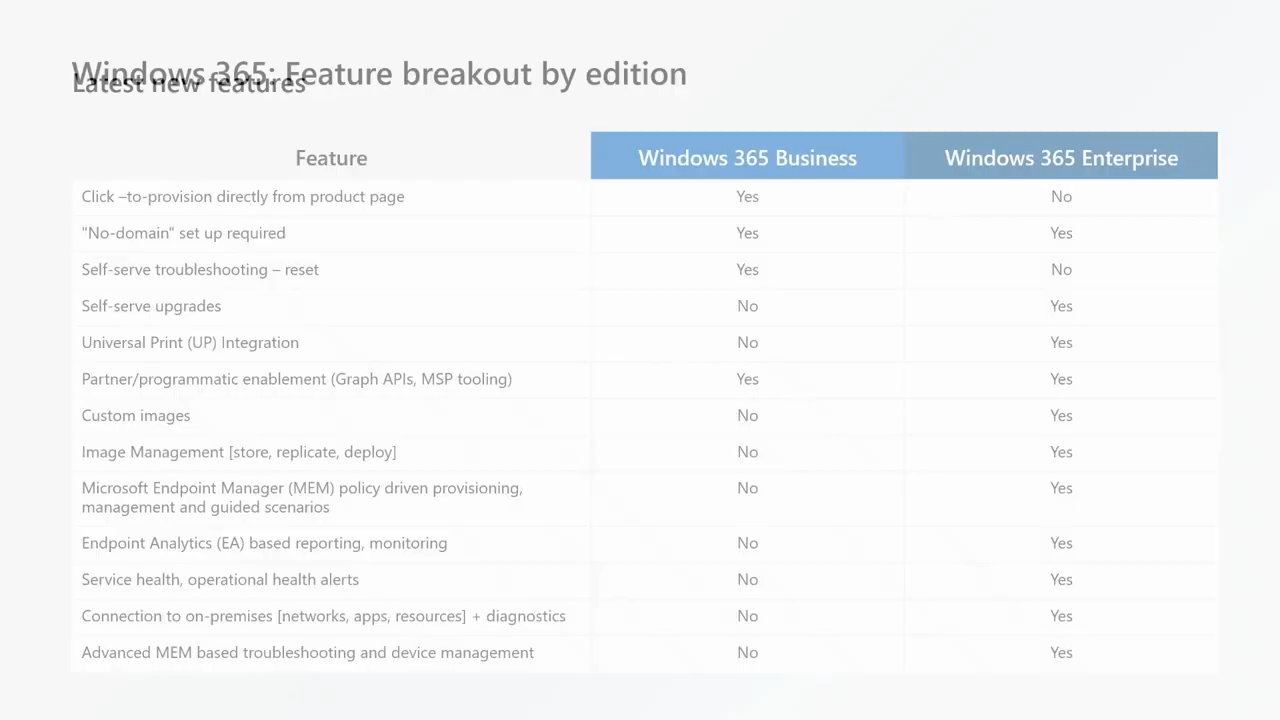 Windows 365: Feature breakout by edition
Latest new features
Feature Windows 365 Business Windows 365 Enterprise
Click –to-provision directly from product page Yes No
"No-domain" set up required Yes Yes
Self-serve troubleshooting – reset Yes No
Self-serve upgrades No Yes
Universal Print (UP) Integration No Yes
Partner/programmatic enablement (Graph APIs, MSP tooling) Yes Yes
Custom images No Yes
Image Management [store, replicate, deploy] No Yes
Microsoft Endpoint Manager (MEM) policy driven provisioning, No Yes
management and guided scenarios
Endpoint Analytics (EA) based reporting, monitoring No Yes
Service health, operational health alerts No Yes
Connection to on-premises [networks, apps, resources] + diagnostics No Yes
Advanced MEM based troubleshooting and device management No Yes